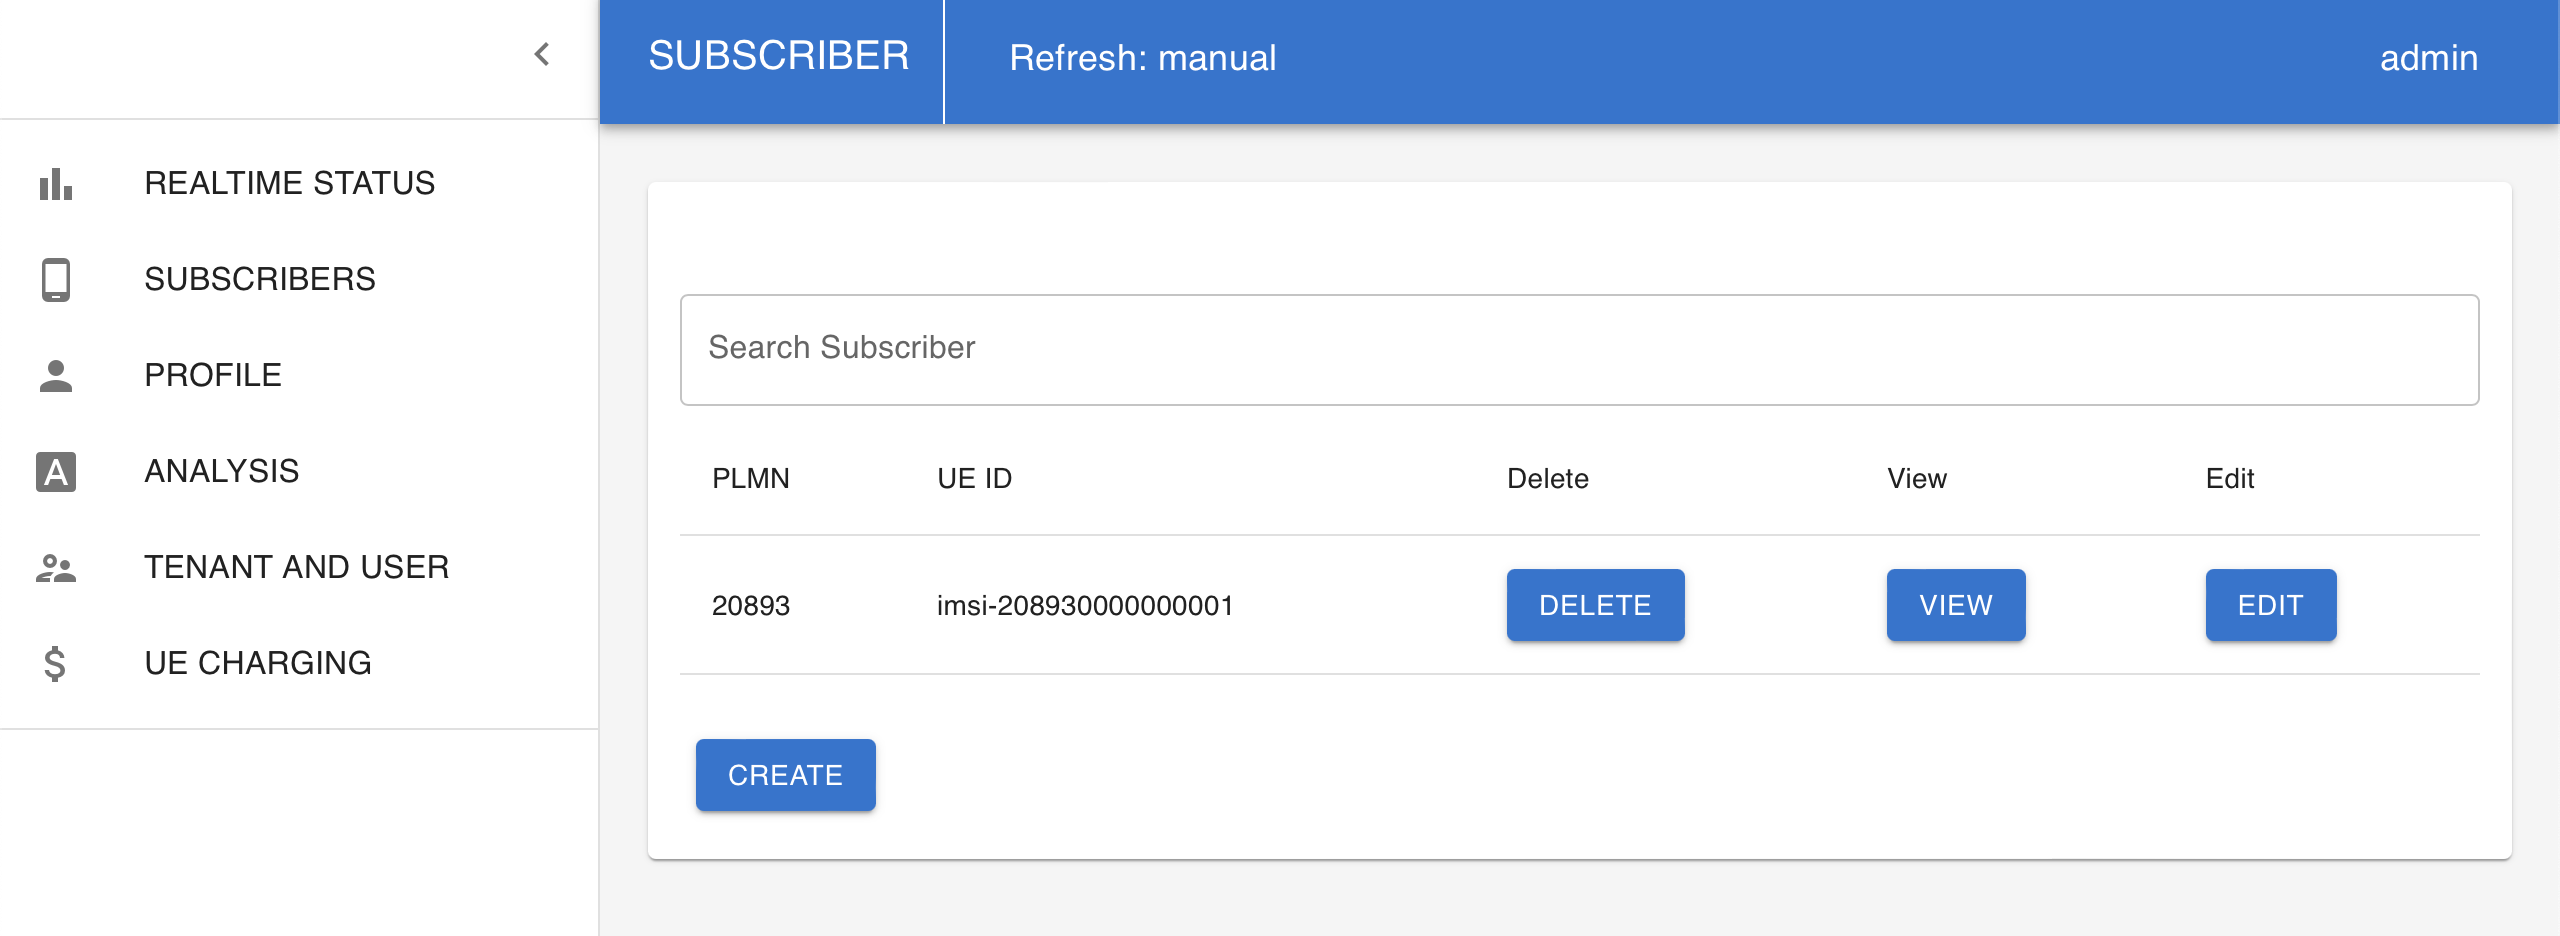 SUBSCRIBER
Refresh: manual
admin
REALTIME STATUS
SUBSCRIBERS
PROFILE
ANALYSIS
TENANT AND USER
UE CHARGING
Search Subscriber
PLMN UE ID Delete View Edit
20893 imsi-208930000000001 DELETE VIEW EDIT
CREATE